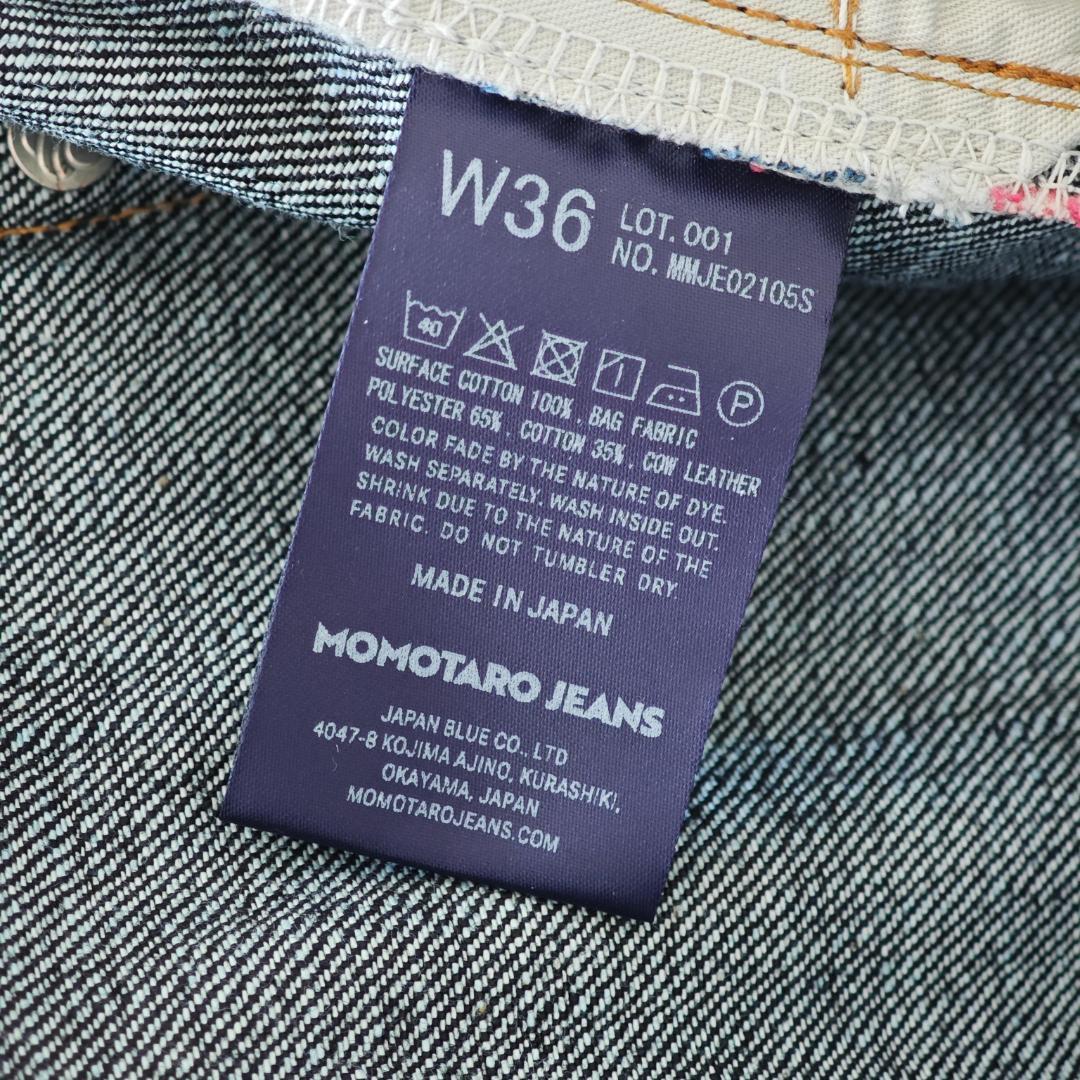 W36
LOT. 001
NO. MMJE02105S
40
P
SURFACE COTTON 100%, BAG FABRIC
POLYESTER 65%, COTTON 35%, COW LEATHER
COLOR FADE BY THE NATURE OF DYE.
WASH SEPARATELY. WASH INSIDE OUT.
SHRINK DUE TO THE NATURE OF THE
FABRIC. DO NOT TUMBLER DRY.
MADE IN JAPAN
MOMOTARO JEANS
JAPAN BLUE CO., LTD
4047-8 KOJIMA AJINO, KURASHIKI,
OKAYAMA, JAPAN
MOMOTAROJEANS.COM